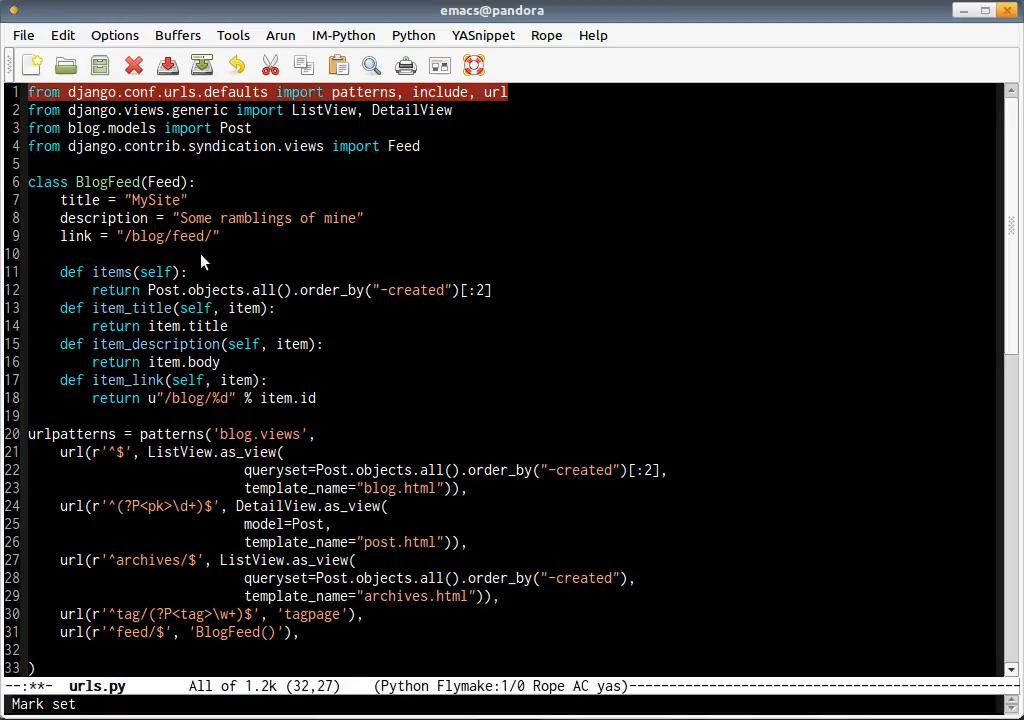 emacs@pandora
File Edit Options Buffers Tools Arun IM-Python Python YASnippet Rope Help
1 from django.conf.urls.defaults import patterns, include, url
2 from django.views.generic import ListView, DetailView
3 from blog.models import Post
4 from django.contrib.syndication.views import Feed
5
6 class BlogFeed(Feed):
7     title = "MySite"
8     description = "Some ramblings of mine"
9     link = "/blog/feed/"
10
11     def items(self):
12         return Post.objects.all().order_by("-created")[:2]
13     def item_title(self, item):
14         return item.title
15     def item_description(self, item):
16         return item.body
17     def item_link(self, item):
18         return u"/blog/%d" % item.id
19
20 urlpatterns = patterns('blog.views',
21     url(r'^$', ListView.as_view(
22                            queryset=Post.objects.all().order_by("-created")[:2],
23                            template_name="blog.html")),
24     url(r'^(?P<pk>\d+)$', DetailView.as_view(
25                            model=Post,
26                            template_name="post.html")),
27     url(r'^archives/$', ListView.as_view(
28                            queryset=Post.objects.all().order_by("-created"),
29                            template_name="archives.html")),
30     url(r'^tag/(?P<tag>\w+)$', 'tagpage'),
31     url(r'^feed/$', 'BlogFeed()'),
32
33 )
--:**-  urls.py        All of 1.2k (32,27)    (Python Flymake:1/0 Rope AC yas)-------------------------------------------------
Mark set